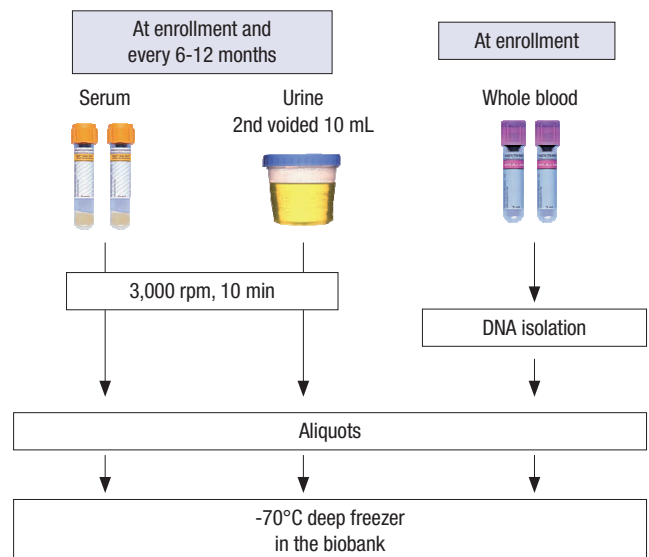 At enrollment and
every 6-12 months
At enrollment
Serum
Urine
2nd voided 10 mL
Whole blood
3,000 rpm, 10 min
DNA isolation
Aliquots
-70°C deep freezer
in the biobank